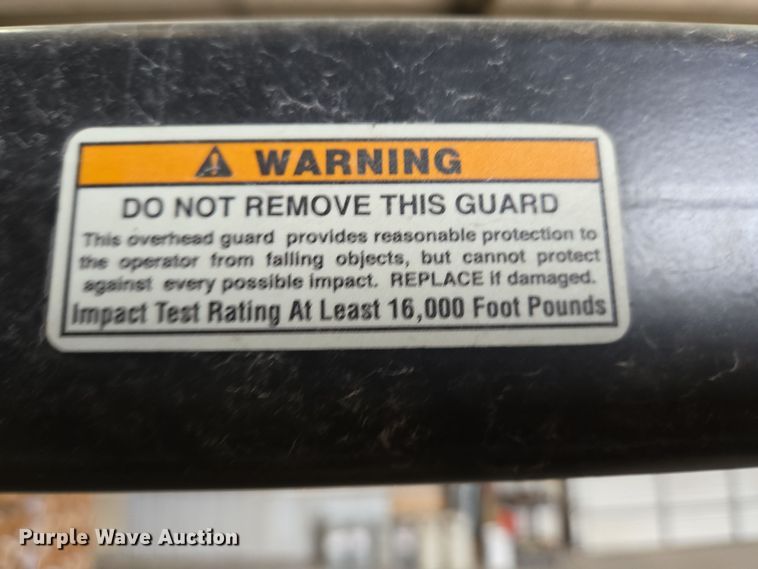 WARNING
DO NOT REMOVE THIS GUARD
This overhead guard provides reasonable protection to
the operator from falling objects, but cannot protect
against every possible impact. REPLACE if damaged.
Impact Test Rating At Least 16,000 Foot Pounds
Purple Wave Auction